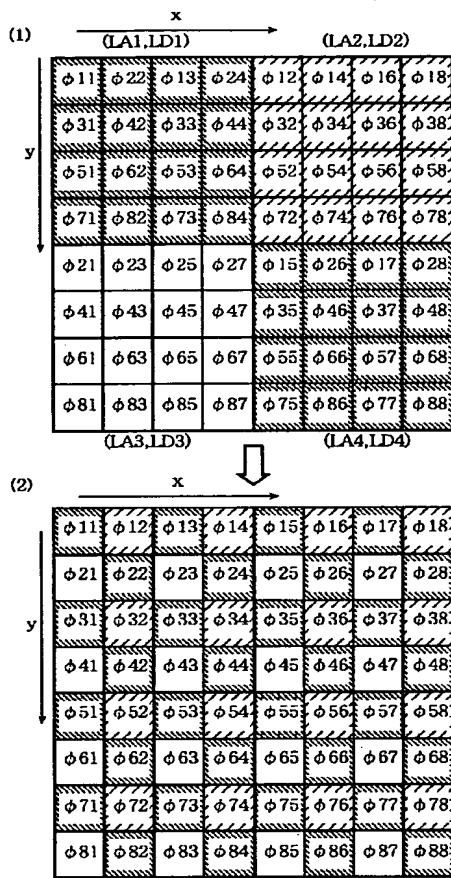 x
(1) (LA1,LD1) (LA2,LD2)
φ11 φ22 φ13 φ24 φ12 φ14 φ16 φ18
φ31 φ42 φ33 φ44 φ32 φ34 φ36 φ38
y
φ51 φ62 φ53 φ64 φ52 φ54 φ56 φ58
φ71 φ82 φ73 φ84 φ72 φ74 φ76 φ78
φ21 φ23 φ25 φ27 φ15 φ26 φ17 φ28
φ41 φ43 φ45 φ47 φ35 φ46 φ37 φ48
φ61 φ63 φ65 φ67 φ55 φ66 φ57 φ68
φ81 φ83 φ85 φ87 φ75 φ86 φ77 φ88
(LA3,LD3) (LA4,LD4)
(2) x
φ11 φ12 φ13 φ14 φ15 φ16 φ17 φ18
φ21 φ22 φ23 φ24 φ25 φ26 φ27 φ28
y φ31 φ32 φ33 φ34 φ35 φ36 φ37 φ38
φ41 φ42 φ43 φ44 φ45 φ46 φ47 φ48
φ51 φ52 φ53 φ54 φ55 φ56 φ57 φ58
φ61 φ62 φ63 φ64 φ65 φ66 φ67 φ68
φ71 φ72 φ73 φ74 φ75 φ76 φ77 φ78
φ81 φ82 φ83 φ84 φ85 φ86 φ87 φ88